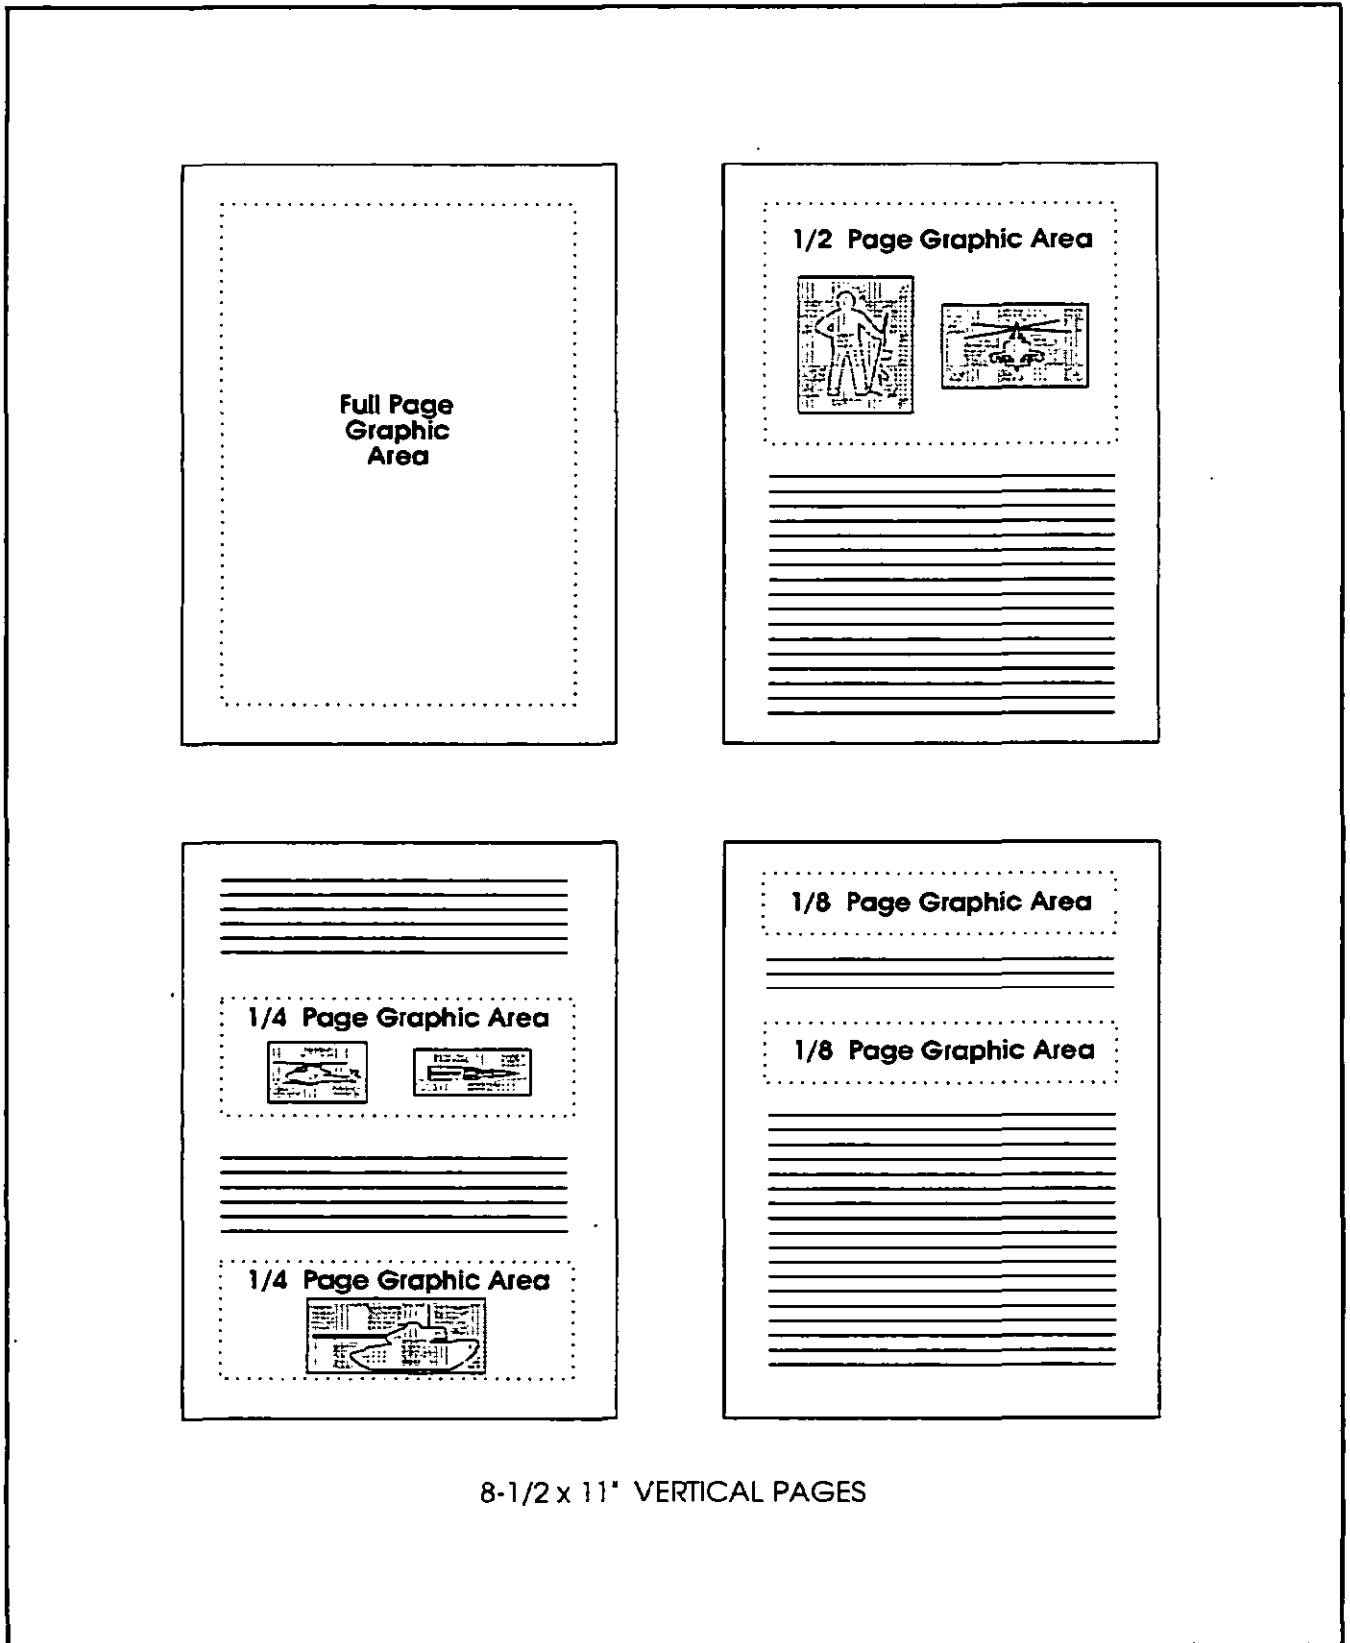 Full Page
Graphic
Area
1/2 Page Graphic Area
1/4 Page Graphic Area
1/4 Page Graphic Area
1/8 Page Graphic Area
1/8 Page Graphic Area
8-1/2 x 11" VERTICAL PAGES